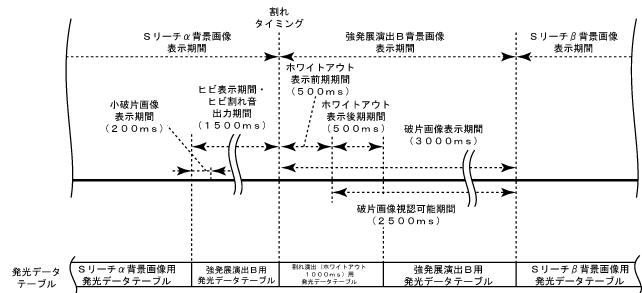 割れ
タイミング
Sリーチα背景画像
表示期間
強発展演出B背景画像
表示期間
Sリーチβ背景画像
表示期間
ホワイトアウト
表示前期期間
(500ms)
ヒビ表示期間・
ヒビ割れ音
出力期間
(1500ms)
小破片画像
表示期間
(200ms)
ホワイトアウト
表示後期期間
(500ms)
破片画像表示期間
(3000ms)
破片画像視認可能期間
(2500ms)
発光データ
テーブル
Sリーチα背景画像用
発光データテーブル
強発展演出B用
発光データテーブル
割れ演出(ホワイトアウト
1000ms)用
発光データテーブル
強発展演出B用
発光データテーブル
Sリーチβ背景画像用
発光データテーブル